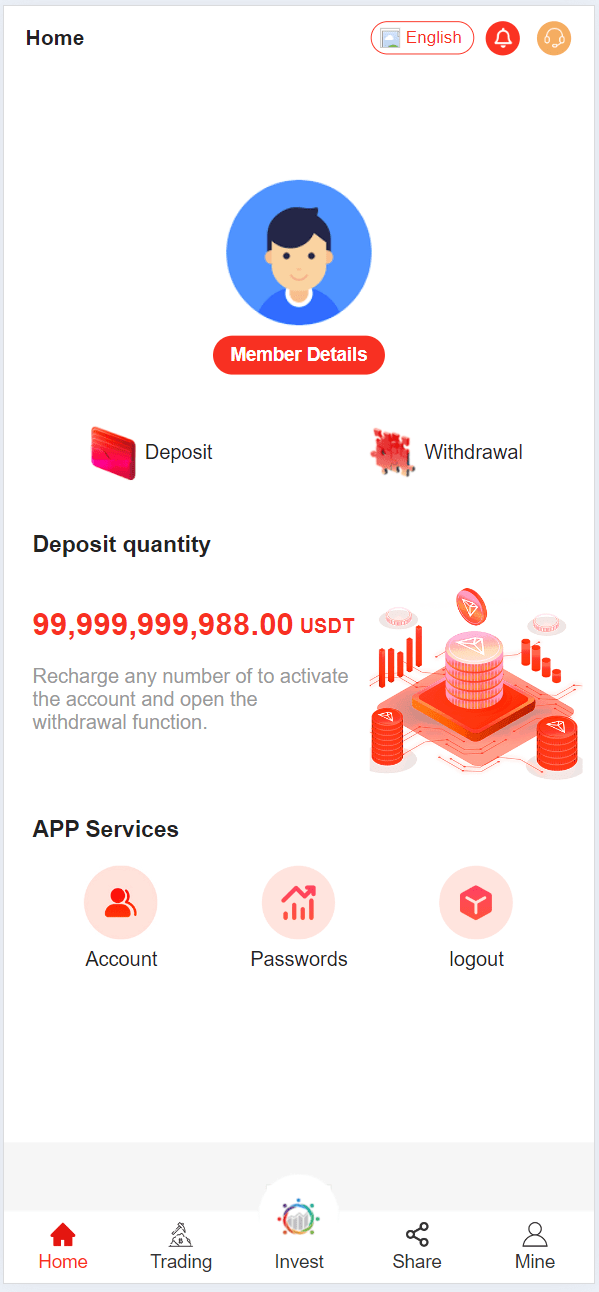 Home
English
Member Details
Deposit
Withdrawal
Deposit quantity
99,999,999,988.00 USDT
Recharge any number of to activate
the account and open the
withdrawal function.
APP Services
Account
Passwords
logout
Home
Trading
Invest
Share
Mine